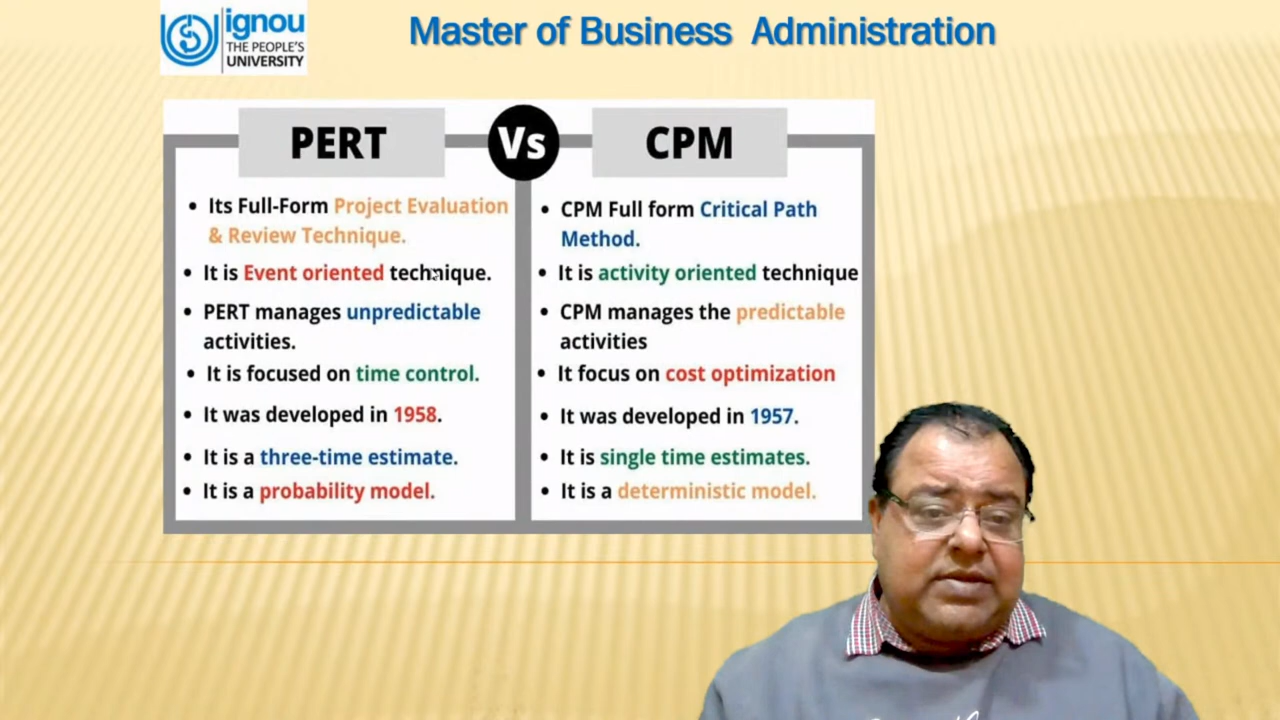 ignou
THE PEOPLE'S
UNIVERSITY
Master of Business Administration
PERT
Vs
CPM
• Its Full-Form Project Evaluation
& Review Technique.
• It is Event oriented technique.
• PERT manages unpredictable
activities.
• It is focused on time control.
• It was developed in 1958.
• It is a three-time estimate.
• It is a probability model.
• CPM Full form Critical Path
Method.
• It is activity oriented technique
• CPM manages the predictable
activities
• It focus on cost optimization
• It was developed in 1957.
• It is single time estimates.
• It is a deterministic model.